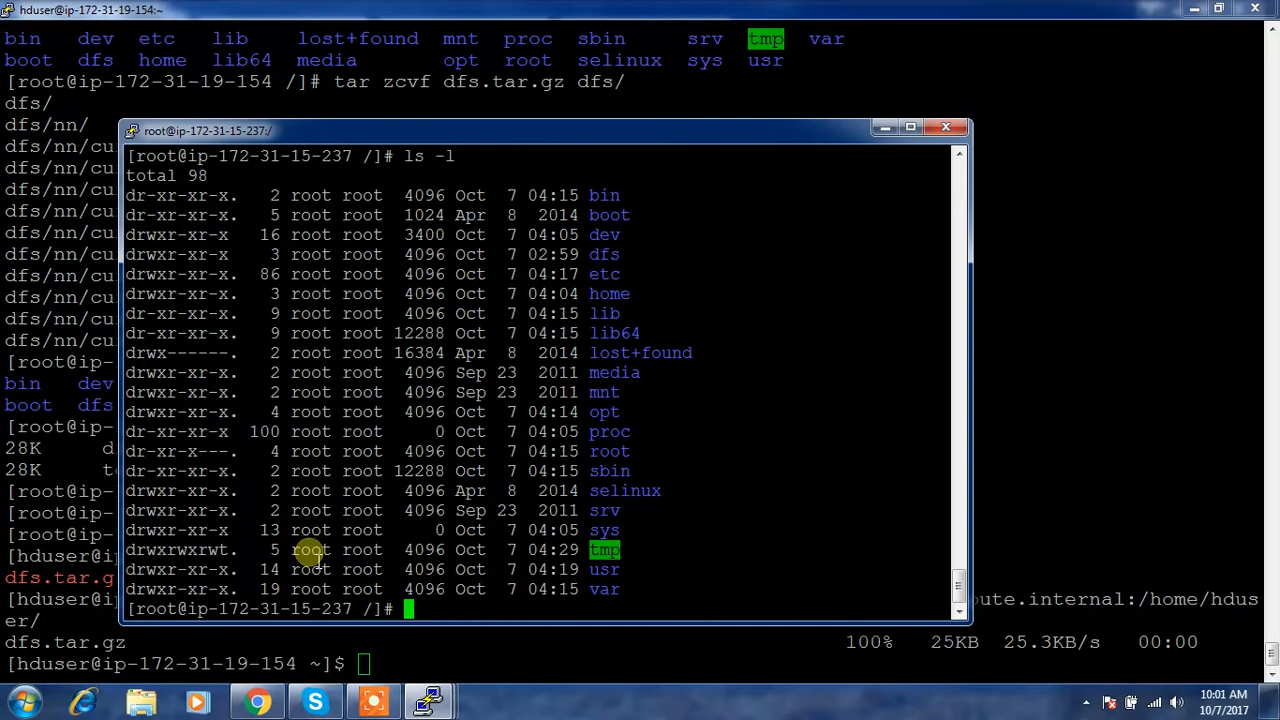 hduser@ip-172-31-19-154:~
bin dev etc lib lost+found mnt proc sbin srv tmp var
boot dfs home lib64 media opt root selinux sys usr
[root@ip-172-31-19-154 /]# tar zcvf dfs.tar.gz dfs/
dfs/
dfs/nn/
dfs/nn/cu
dfs/nn/cu
dfs/nn/cu
dfs/nn/cu
dfs/nn/cu
dfs/nn/cu
dfs/nn/cu
dfs/nn/cu
dfs/nn/cu
dfs/nn/cu
[root@ip-
bin dev
boot dfs
[root@ip-
28K d
28K t
[root@ip-
[root@ip-
[root@ip-
[hduser@ip
dfs.tar.g
[hduser@ip
ute.internal:/home/hdus
er/
dfs.tar.gz 100% 25KB 25.3KB/s 00:00
[hduser@ip-172-31-19-154 ~]$
root@ip-172-31-15-237:/
[root@ip-172-31-15-237 /]# ls -l
total 98
dr-xr-xr-x. 2 root root 4096 Oct 7 04:15 bin
dr-xr-xr-x. 5 root root 1024 Apr 8 2014 boot
drwxr-xr-x 16 root root 3400 Oct 7 04:05 dev
drwxr-xr-x 3 root root 4096 Oct 7 02:59 dfs
drwxr-xr-x. 86 root root 4096 Oct 7 04:17 etc
drwxr-xr-x. 3 root root 4096 Oct 7 04:04 home
dr-xr-xr-x. 9 root root 4096 Oct 7 04:15 lib
dr-xr-xr-x. 9 root root 12288 Oct 7 04:15 lib64
drwx------. 2 root root 16384 Apr 8 2014 lost+found
drwxr-xr-x. 2 root root 4096 Sep 23 2011 media
drwxr-xr-x. 2 root root 4096 Sep 23 2011 mnt
drwxr-xr-x. 4 root root 4096 Oct 7 04:14 opt
dr-xr-xr-x 100 root root 0 Oct 7 04:05 proc
dr-xr-x---. 4 root root 4096 Oct 7 04:05 root
dr-xr-xr-x. 2 root root 12288 Oct 7 04:15 sbin
drwxr-xr-x. 2 root root 4096 Apr 8 2014 selinux
drwxr-xr-x. 2 root root 4096 Sep 23 2011 srv
drwxr-xr-x 13 root root 0 Oct 7 04:05 sys
drwxrwxrwt. 5 root root 4096 Oct 7 04:29 tmp
drwxr-xr-x. 14 root root 4096 Oct 7 04:19 usr
drwxr-xr-x. 19 root root 4096 Oct 7 04:15 var
[root@ip-172-31-15-237 /]#
10:01 AM
10/7/2017